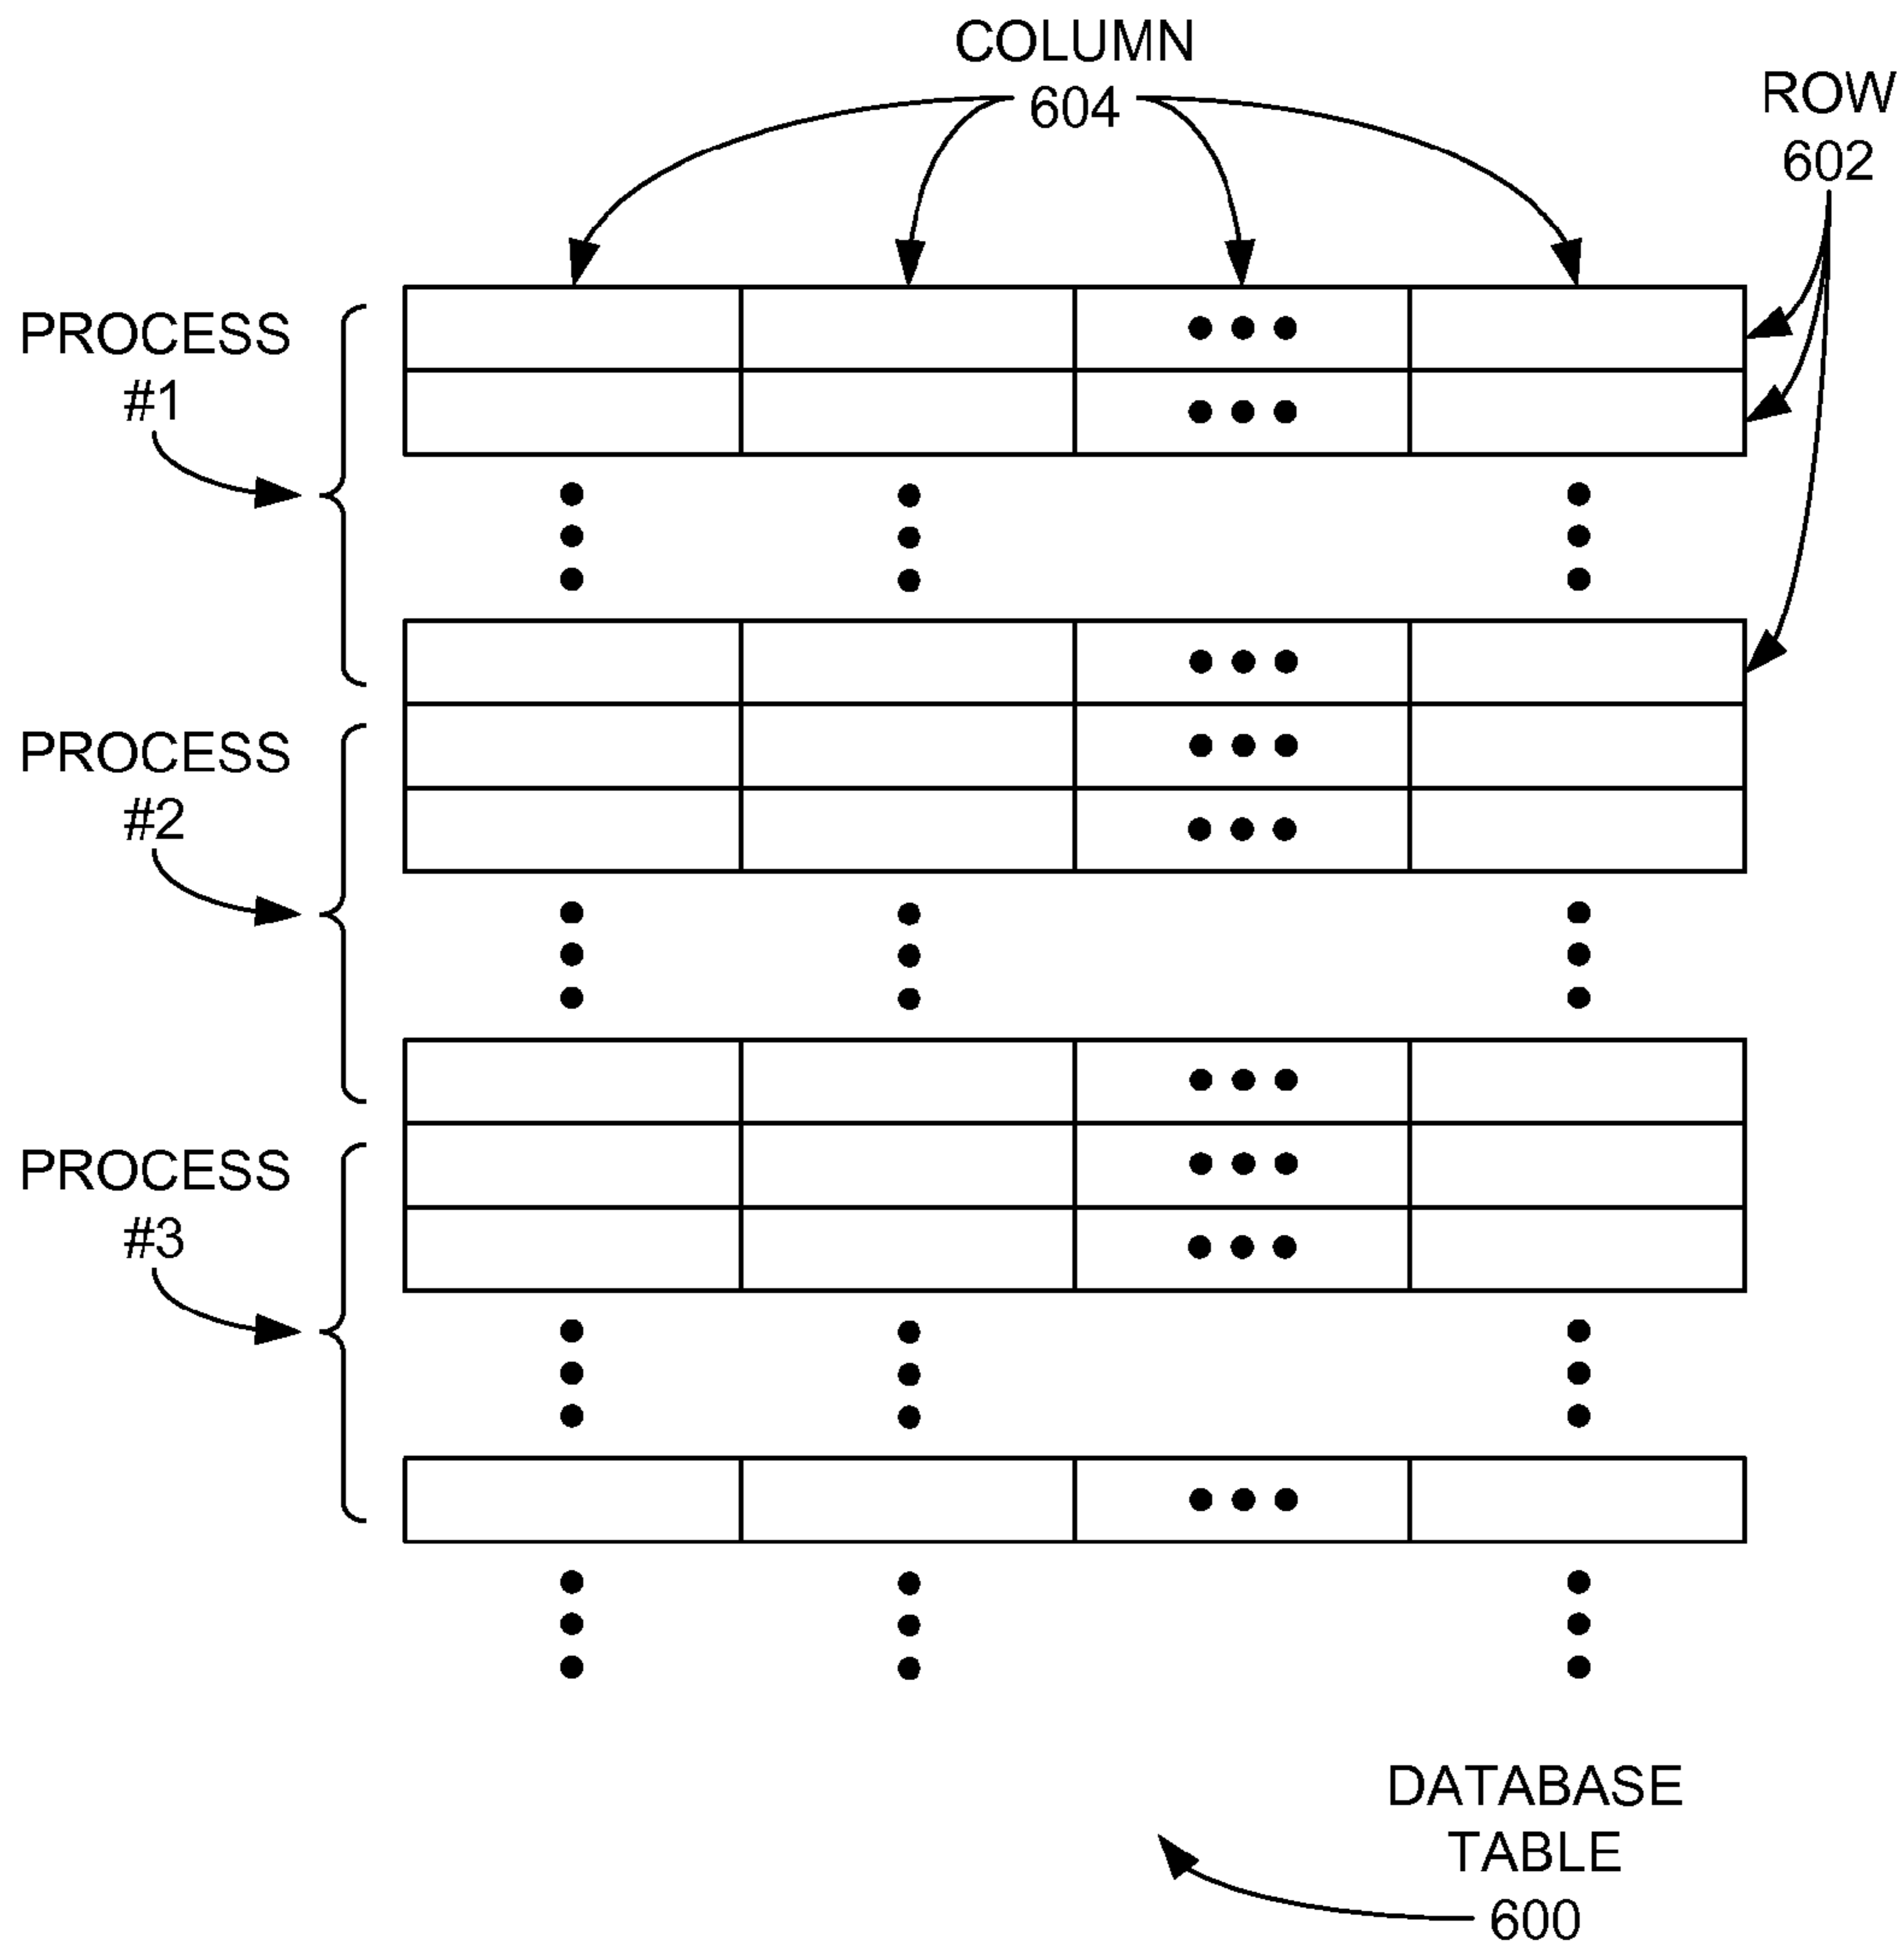 COLUMN
604
ROW
602
PROCESS
#1
PROCESS
#2
PROCESS
#3
DATABASE
TABLE
600